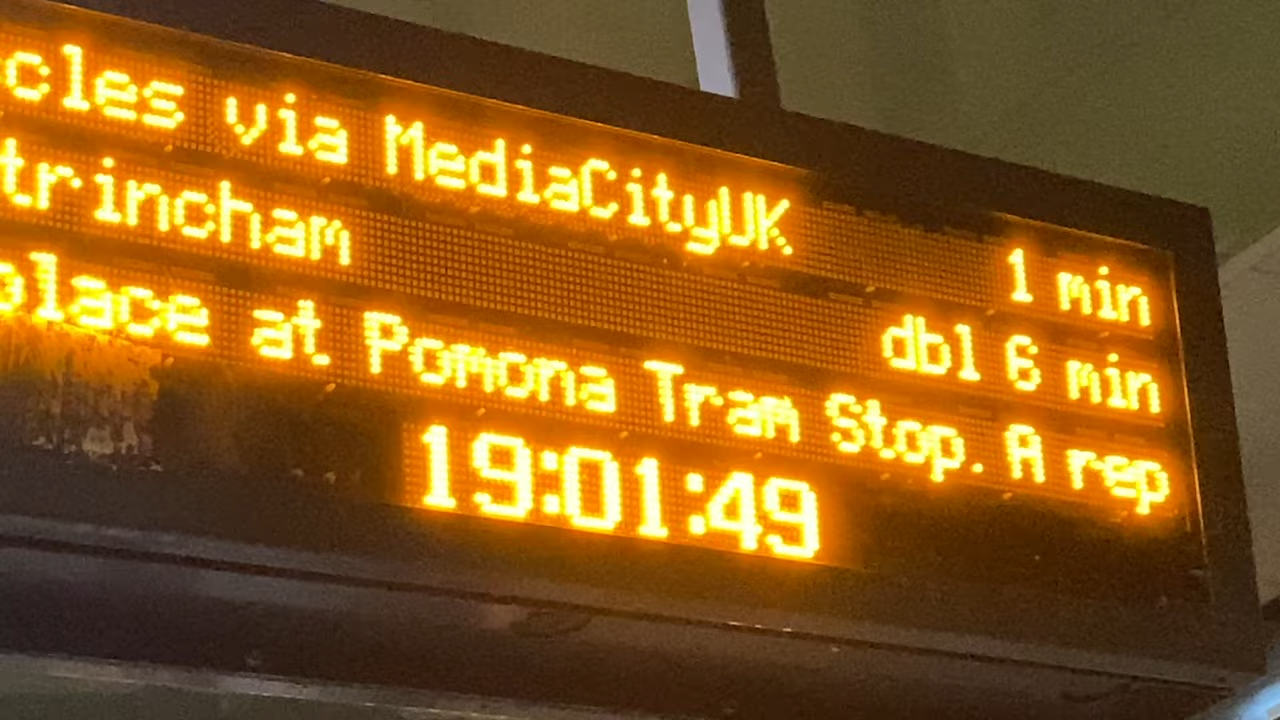 cles via MediaCityUK 1 min
trincham dbl 6 min
place at Pomona Tram Stop. A rep
19:01:49